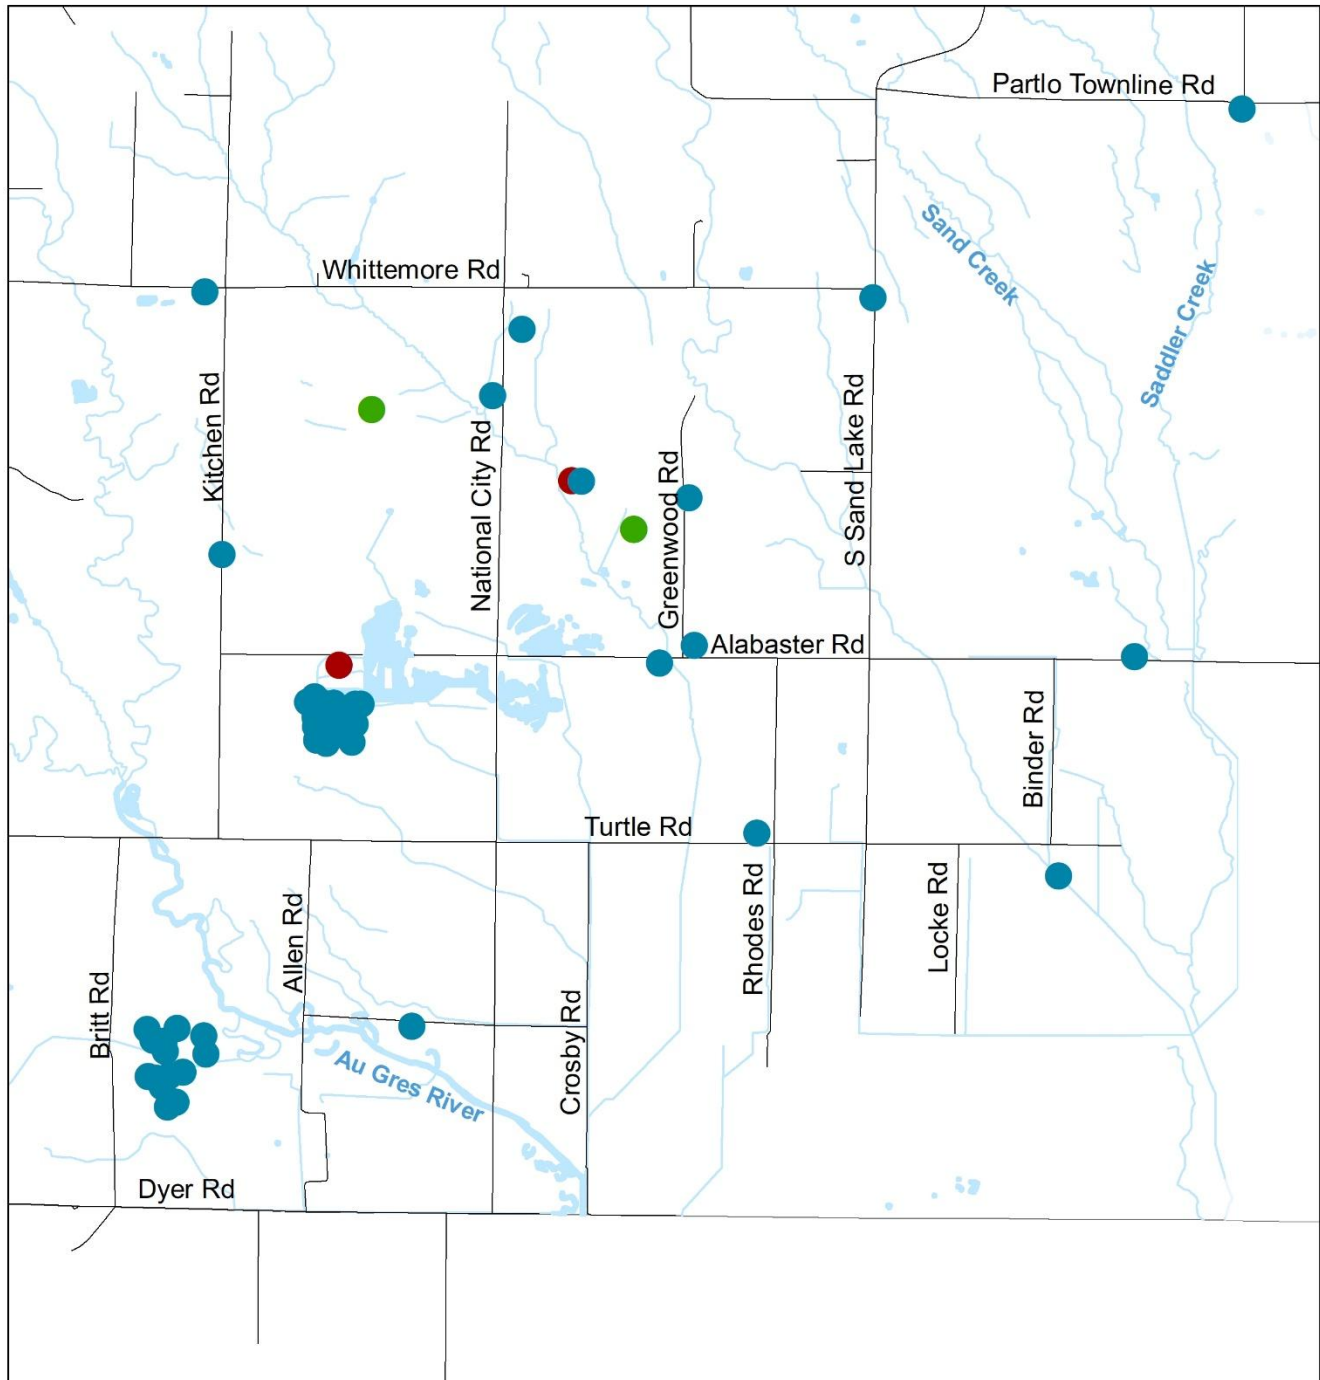 Partlo Townline Rd
Sand Creek
Whittemore Rd
Saddler Creek
Kitchen Rd
National City Rd
Greenwood Rd
S Sand Lake Rd
Alabaster Rd
Binder Rd
Turtle Rd
Rhodes Rd
Locke Rd
Allen Rd
Britt Rd
Crosby Rd
Au Gres River
Dyer Rd